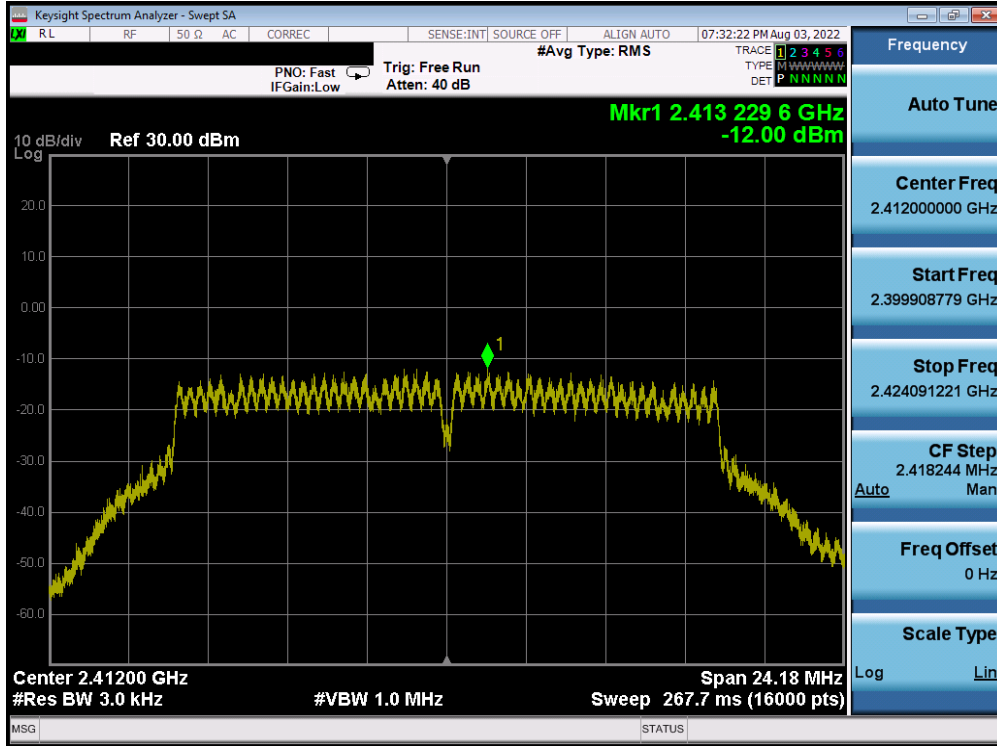 Keysight Spectrum Analyzer - Swept SA
LXI RL RF 50 Ω AC CORREC SENSE:INT SOURCE OFF ALIGN AUTO 07:32:22 PM Aug 03, 2022
#Avg Type: RMS
TRACE 1 2 3 4 5 6
PNO: Fast Trig: Free Run
TYPE M WWWWW
IFGain:Low Atten: 40 dB
DET P N N N N N
Mkr1 2.413 229 6 GHz
-12.00 dBm
10 dB/div Ref 30.00 dBm
Log
20.0
10.0
0.00
1
-10.0
-20.0
-30.0
-40.0
-50.0
-60.0
Center 2.41200 GHz Span 24.18 MHz
#Res BW 3.0 kHz #VBW 1.0 MHz Sweep 267.7 ms (16000 pts)
MSG STATUS
Frequency
Auto Tune
Center Freq
2.412000000 GHz
Start Freq
2.399908779 GHz
Stop Freq
2.424091221 GHz
CF Step
2.418244 MHz
Auto Man
Freq Offset
0 Hz
Scale Type
Log Lin